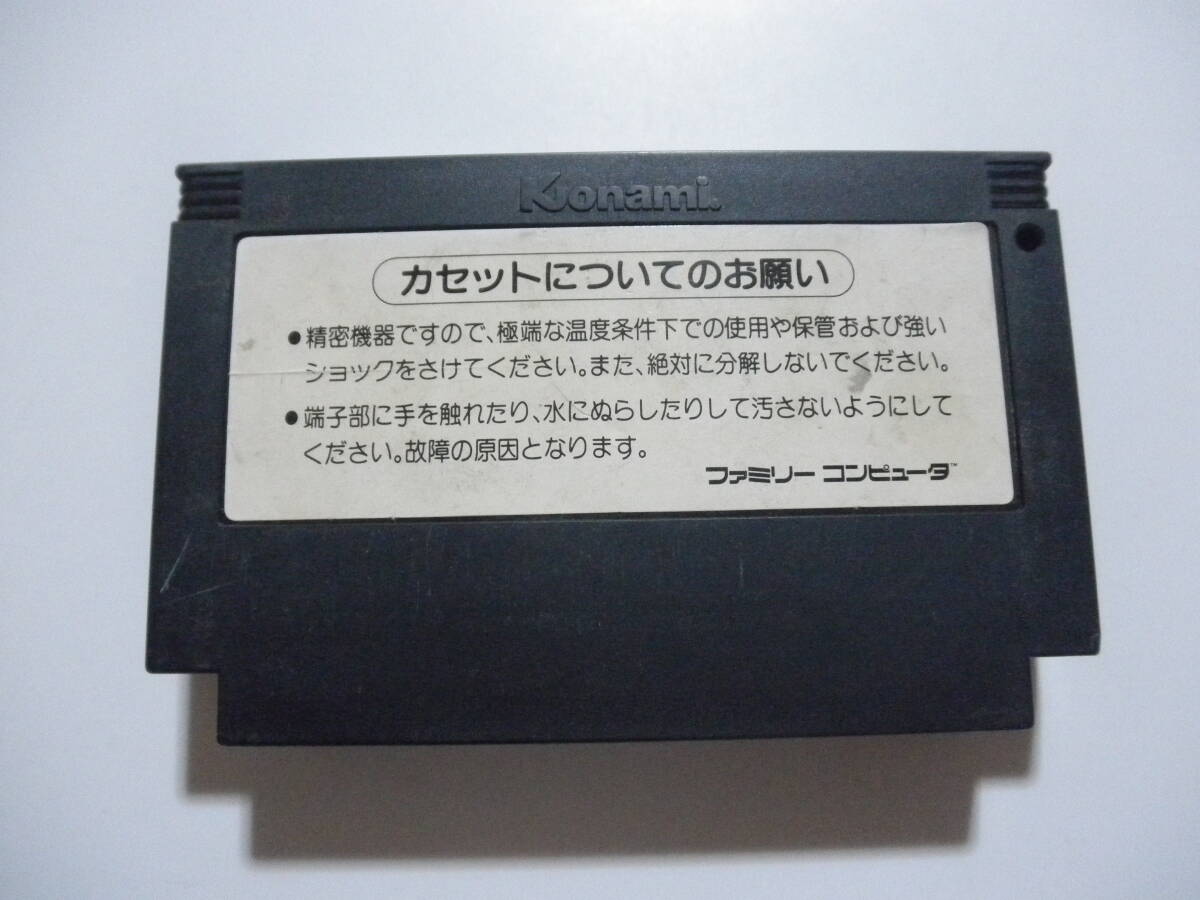 Konami.
カセットについてのお願い
●精密機器ですので、極端な温度条件下での使用や保管および強い
ショックをさけてください。また、絶対に分解しないでください。
●端子部に手を触れたり、水にぬらしたりして汚さないようにして
ください。故障の原因となります。
ファミリー コンピュータ™